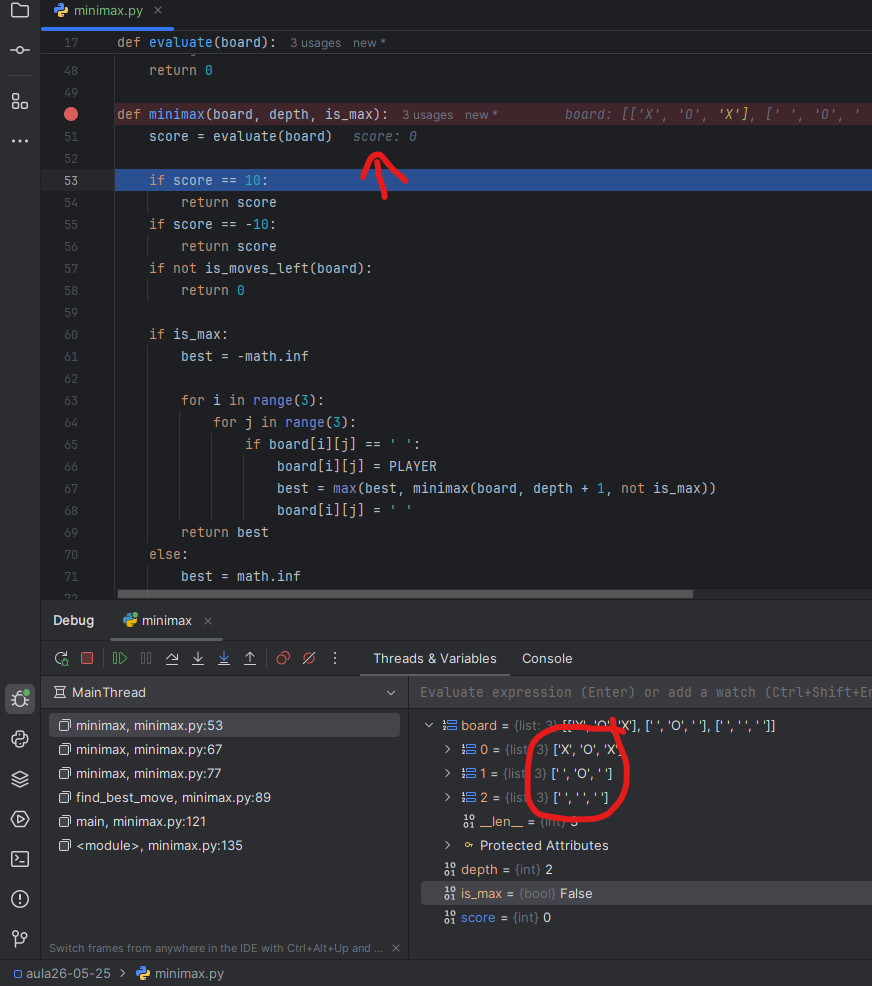 minimax.py ×
17 def evaluate(board): 3 usages new *
48 return 0
49
def minimax(board, depth, is_max): 3 usages new * board: [['X', 'O', 'X'], [' ', 'O', '
51 score = evaluate(board) score: 0
52
53 if score == 10:
54 return score
55 if score == -10:
56 return score
57 if not is_moves_left(board):
58 return 0
59
60 if is_max:
61 best = -math.inf
62
63 for i in range(3):
64 for j in range(3):
65 if board[i][j] == ' ':
66 board[i][j] = PLAYER
67 best = max(best, minimax(board, depth + 1, not is_max))
68 board[i][j] = ' '
69 return best
70 else:
71 best = math.inf
72
Debug minimax ×
Threads & Variables Console
MainThread
Evaluate expression (Enter) or add a watch (Ctrl+Shift+En
minimax, minimax.py:53
minimax, minimax.py:67
minimax, minimax.py:77
find_best_move, minimax.py:89
main, minimax.py:121
<module>, minimax.py:135
board = {list: 3} [['X', 'O', 'X'], [' ', 'O', ' '], [' ', ' ', ' ']]
0 = {list: 3} ['X', 'O', 'X']
1 = {list: 3} [' ', 'O', ' ']
2 = {list: 3} [' ', ' ', ' ']
__len__ = {int} 3
Protected Attributes
depth = {int} 2
is_max = {bool} False
score = {int} 0
Switch frames from anywhere in the IDE with Ctrl+Alt+Up and ... ×
aula26-05-25 > minimax.py